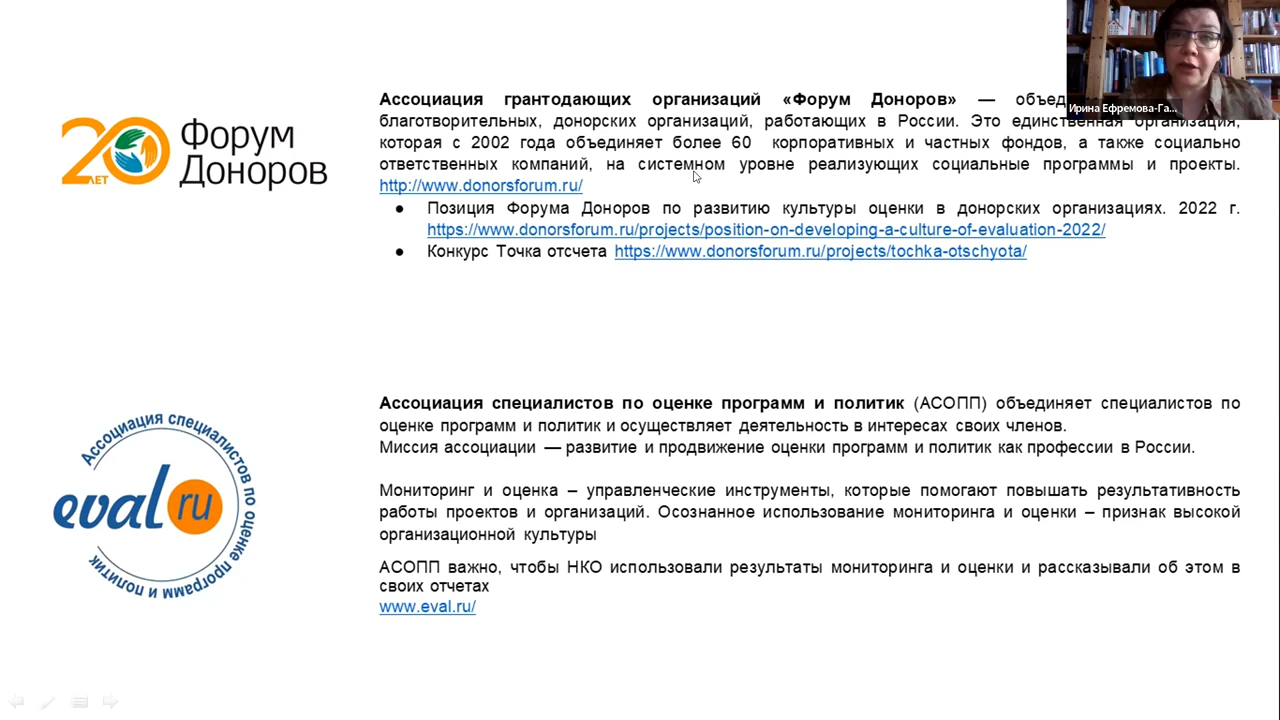 Ирина Ефремова-Га...
20 ЛЕТ
Форум
Доноров
Ассоциация грантодающих организаций «Форум Доноров» —
благотворительных, донорских организаций, работающих в России. Это единственная организация,
которая с 2002 года объединяет более 60 корпоративных и частных фондов, а также социально
ответственных компаний, на системном уровне реализующих социальные программы и проекты.
http://www.donorsforum.ru/
● Позиция Форума Доноров по развитию культуры оценки в донорских организациях. 2022 г.
https://www.donorsforum.ru/projects/position-on-developing-a-culture-of-evaluation-2022/
● Конкурс Точка отсчета https://www.donorsforum.ru/projects/tochka-otschyota/
Ассоциация специалистов по оценке программ и политик
eval ru
Ассоциация специалистов по оценке программ и политик (АСОПП) объединяет специалистов по
оценке программ и политик и осуществляет деятельность в интересах своих членов.
Миссия ассоциации — развитие и продвижение оценки программ и политик как профессии в России.
Мониторинг и оценка – управленческие инструменты, которые помогают повышать результативность
работы проектов и организаций. Осознанное использование мониторинга и оценки – признак высокой
организационной культуры
АСОПП важно, чтобы НКО использовали результаты мониторинга и оценки и рассказывали об этом в
своих отчетах
www.eval.ru/